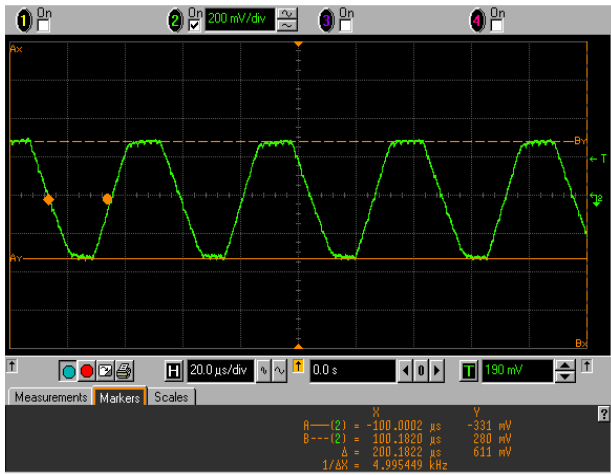 1 On 2 On 200 mV/div 3 On 4 On
Ax
By
T
2
Ay
Bx
H 20.0 µs/div T 0.0 s 0 T 190 mV
Measurements Markers Scales
?
X Y
A——(2) = -100.0002 µs -331 mV
B---(2) = 100.1820 µs 280 mV
Δ = 200.1822 µs 611 mV
1/ΔX = 4.995449 kHz